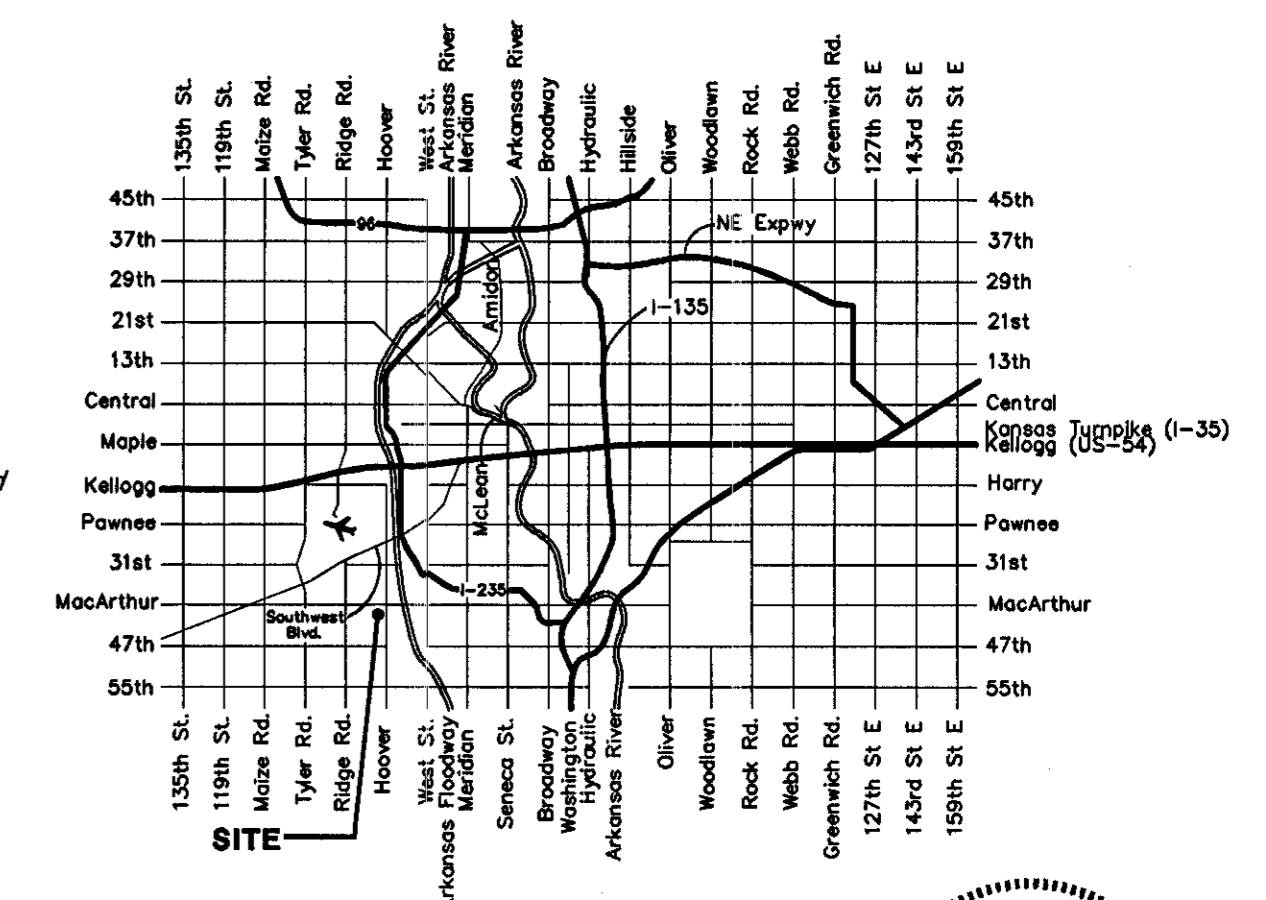 135th St.
119th St.
Maize Rd.
Tyler Rd.
Ridge Rd.
Hoover
West St.
Arkansas River
Meridian
Arkansas River
Broadway
Hydraulic
Hillside
Oliver
Woodlawn
Rock Rd.
Webb Rd.
Greenwich Rd.
127th St E
143rd St E
159th St E
45th
37th
29th
21st
13th
Central
Maple
Kellogg
Pawnee
31st
MacArthur
47th
55th
96
NE Expwy
Amidon
I-135
McLean
I-235
Southwest
Blvd.
45th
37th
29th
21st
13th
Central
Kansas Turnpike (I-35)
Kellogg (US-54)
Harry
Pawnee
31st
MacArthur
47th
55th
135th St.
119th St.
Maize Rd.
Tyler Rd.
Ridge Rd.
Hoover
West St.
rkansas Floodway
Meridian
Seneca St.
Broadway
Washington
Hydraulic
Arkansas River
Oliver
Woodlawn
Rock Rd.
Webb Rd.
Greenwich Rd.
127th St E
143rd St E
159th St E
SITE